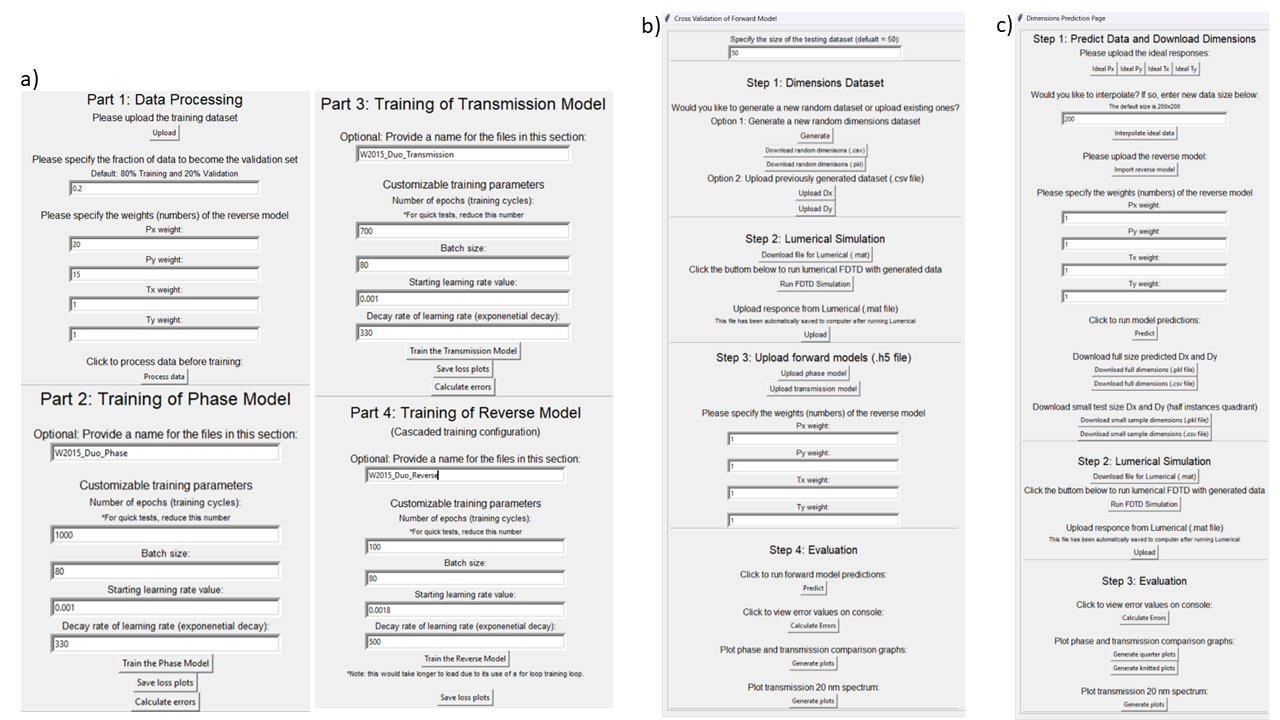 a)
Part 1: Data Processing
Please upload the training dataset
Upload
Please specify the fraction of data to become the validation set
Default: 80% Training and 20% Validation
0.2
Please specify the weights (numbers) of the reverse model
Px weight:
20
Py weight:
15
Tx weight:
1
Ty weight:
1
Click to process data before training:
Process data
Part 2: Training of Phase Model
Optional: Provide a name for the files in this section:
W2015_Duo_Phase
Customizable training parameters
Number of epochs (training cycles):
*For quick tests, reduce this number
1000
Batch size:
80
Starting learning rate value:
0.001
Decay rate of learning rate (exponenetial decay):
330
Train the Phase Model
Save loss plots
Calculate errors
Part 3: Training of Transmission Model
Optional: Provide a name for the files in this section:
W2015_Duo_Transmission
Customizable training parameters
Number of epochs (training cycles):
*For quick tests, reduce this number
700
Batch size:
80
Starting learning rate value:
0.001
Decay rate of learning rate (exponenetial decay):
330
Train the Transmission Model
Save loss plots
Calculate errors
Part 4: Training of Reverse Model
(Cascaded training configuration)
Optional: Provide a name for the files in this section:
W2015_Duo_Reverse
Customizable training parameters
Number of epochs (training cycles):
*For quick tests, reduce this number
100
Batch size:
80
Starting learning rate value:
0.0018
Decay rate of learning rate (exponenetial decay):
500
Train the Reverse Model
*Note: this would take longer to load due to its use of a for loop training loop.
Save loss plots
b)
Cross Validation of Forward Model
Specify the size of the testing dataset (defualt = 50):
50
Step 1: Dimensions Dataset
Would you like to generate a new random dataset or upload existing ones?
Option 1: Generate a new random dimensions dataset
Generate
Download random dimenisons (.csv)
Download random dimenisons (.pkl)
Option 2: Upload previously generated dataset (.csv file)
Upload Dx
Upload Dy
Step 2: Lumerical Simulation
Download file for Lumerical (.mat)
Click the buttom below to run lumerical FDTD with generated data
Run FDTD Simulation
Upload responce from Lumerical (.mat file)
This file has been automatically saved to computer after running Lumerical
Upload
Step 3: Upload forward models (.h5 file)
Upload phase model
Upload transmission model
Please specify the weights (numbers) of the reverse model
Px weight:
1
Py weight:
1
Tx weight:
1
Ty weight:
1
Step 4: Evaluation
Click to run forward model predictions:
Predict
Click to view error values on console:
Calculate Errors
Plot phase and transmission comparison graphs:
Generate plots
Plot transmission 20 nm spectrum:
Generate plots
c)
Dimensions Prediction Page
Step 1: Predict Data and Download Dimensions
Please upload the ideal responses:
Ideal Px Ideal Py Ideal Tx Ideal Ty
Would you like to interpolate? If so, enter new data size below:
The default size is 200x200
200
Interpolate ideal data
Please upload the reverse model:
Import reverse model
Please specify the weights (numbers) of the reverse model
Px weight:
1
Py weight:
1
Tx weight:
1
Ty weight:
1
Click to run model predictions:
Predict
Download full size predicted Dx and Dy
Download full dimensions (.pkl file)
Download full dimensions (.csv file)
Download small test size Dx and Dy (half instances quadrant)
Download small sample dimensions (.pkl file)
Download small sample dimensions (.csv file)
Step 2: Lumerical Simulation
Download file for Lumerical (.mat)
Click the buttom below to run lumerical FDTD with generated data
Run FDTD Simulation
Upload responce from Lumerical (.mat file)
This file has been automatically saved to computer after running Lumerical
Upload
Step 3: Evaluation
Click to view error values on console:
Calculate Errors
Plot phase and transmission comparison graphs:
Generate quarter plots
Generate knitted plots
Plot transmission 20 nm spectrum:
Generate plots